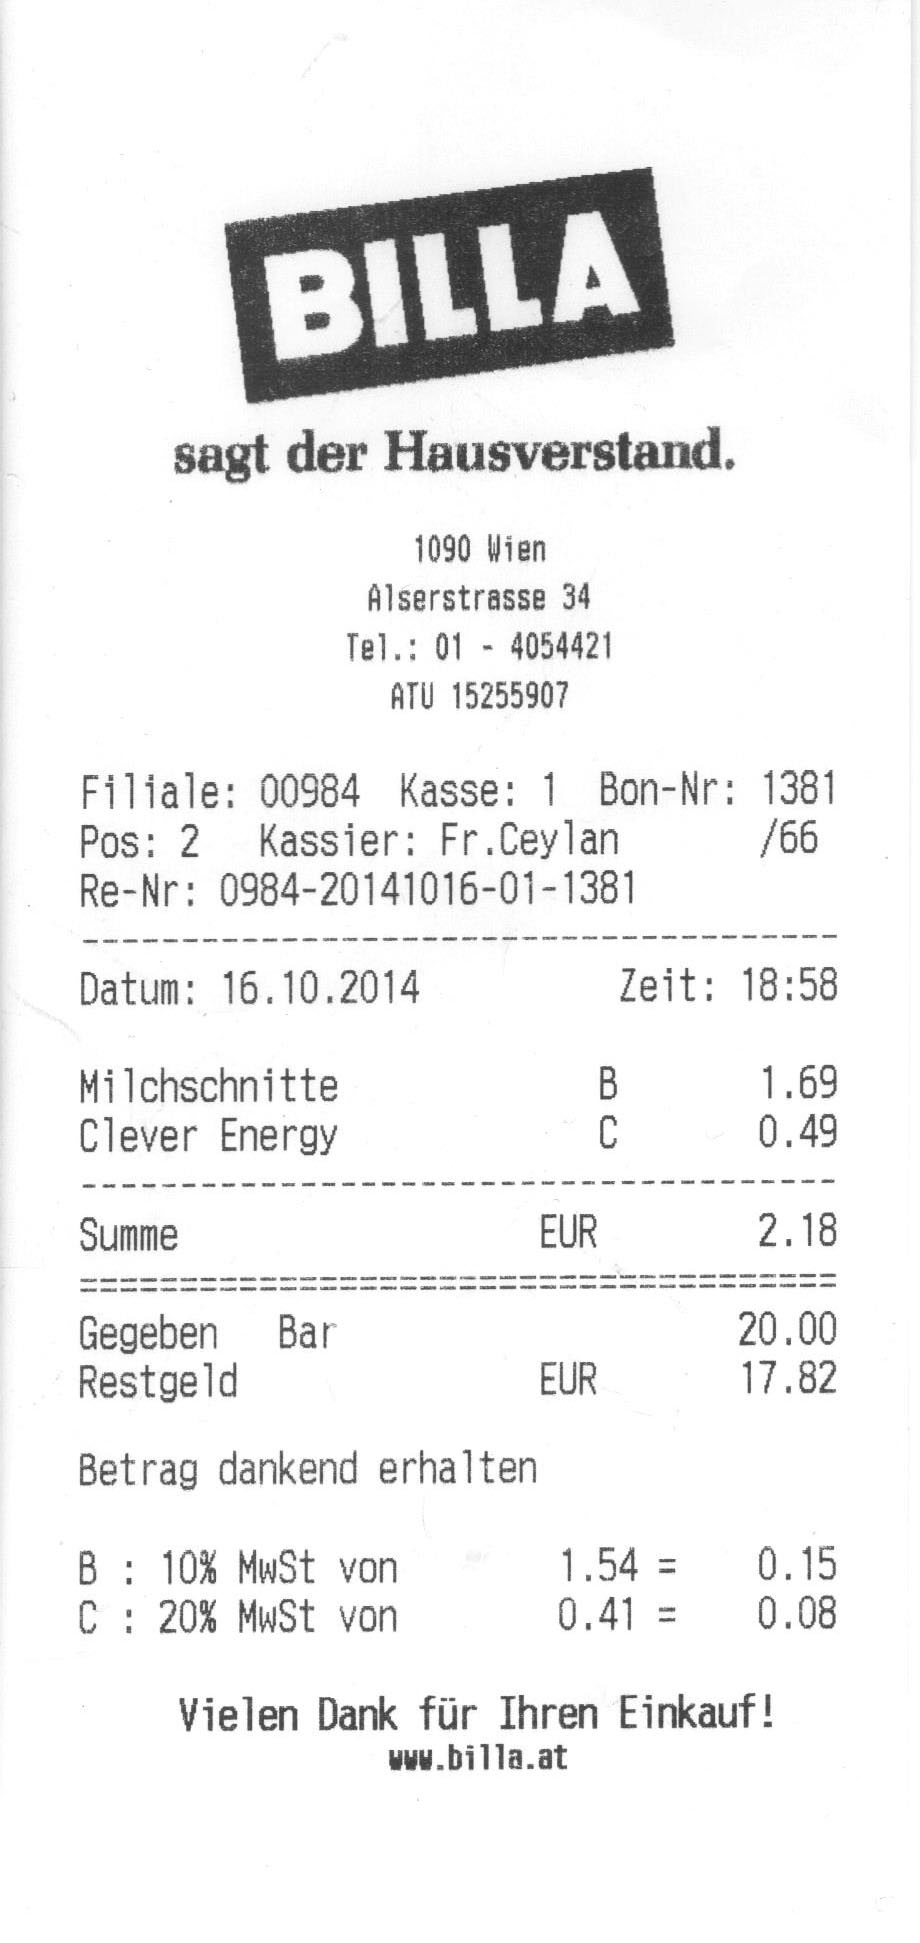 BILLA
sagt der Hausverstand.
1090 Wien
Alserstrasse 34
Tel.: 01 - 4054421
ATU 15255907
Filiale: 00984 Kasse: 1 Bon-Nr: 1381
Pos: 2 Kassier: Fr.Ceylan /66
Re-Nr: 0984-20141016-01-1381
--------------------------------------
Datum: 16.10.2014 Zeit: 18:58
Milchschnitte B 1.69
Clever Energy C 0.49
--------------------------------------
Summe EUR 2.18
======================================
Gegeben Bar 20.00
Restgeld EUR 17.82
Betrag dankend erhalten
B : 10% MwSt von 1.54 = 0.15
C : 20% MwSt von 0.41 = 0.08
Vielen Dank für Ihren Einkauf!
www.billa.at